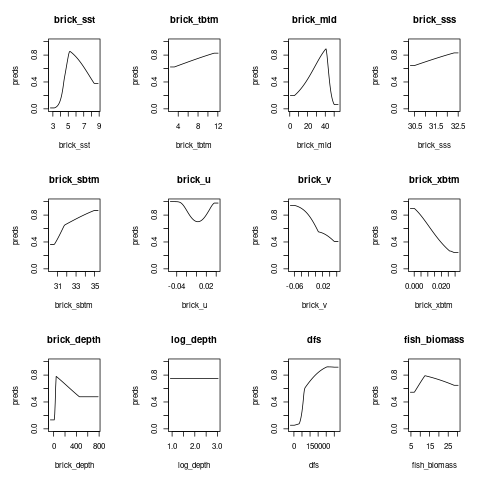 brick_sst
brick_tbtm
brick_mld
brick_sss
preds
0.0 0.4 0.8
3 5 7 9
brick_sst
preds
0.0 0.4 0.8
4 8 12
brick_tbtm
preds
0.0 0.4 0.8
0 20 40
brick_mld
preds
0.0 0.4 0.8
30.5 31.5 32.5
brick_sss
brick_sbtm
brick_u
brick_v
brick_xbtm
preds
0.0 0.4 0.8
31 33 35
brick_sbtm
preds
0.0 0.4 0.8
-0.04 0.02
brick_u
preds
0.0 0.4 0.8
-0.06 0.02
brick_v
preds
0.0 0.4 0.8
0.000 0.020
brick_xbtm
brick_depth
log_depth
dfs
fish_biomass
preds
0.0 0.4 0.8
0 400 800
brick_depth
preds
0.0 0.4 0.8
1.0 2.0 3.0
log_depth
preds
0.0 0.4 0.8
0 150000
dfs
preds
0.0 0.4 0.8
5 15 25
fish_biomass